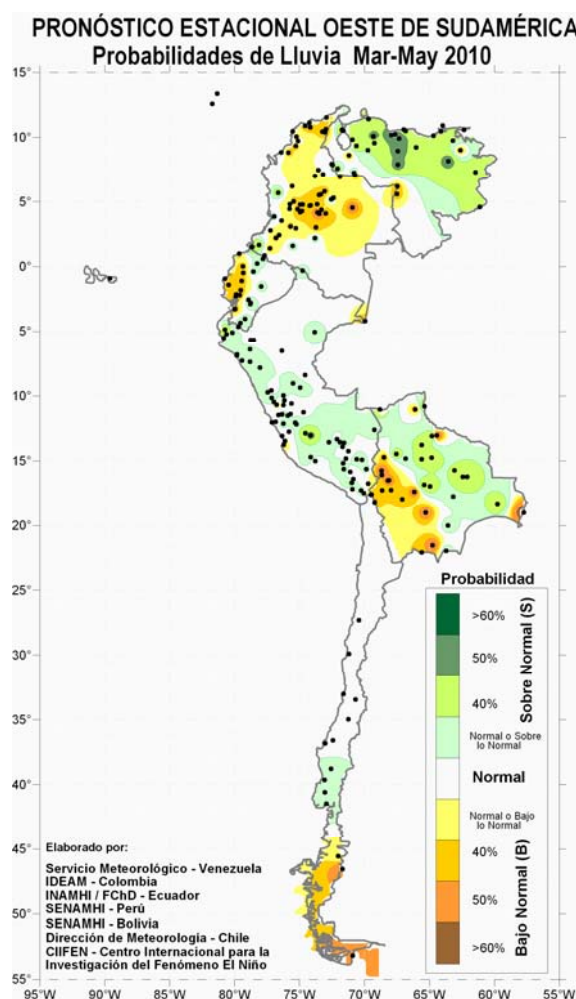 PRONÓSTICO ESTACIONAL OESTE DE SUDAMÉRICA
Probabilidades de Lluvia Mar-May 2010
15°
10°
5°
0°
5°
10°
15°
20°
25°
30°
35°
40°
45°
50°
55°
95°W
90°W
85°W
80°W
75°W
70°W
65°W
60°W
55°W
Probabilidad
>60%
50%
40%
Normal o Sobre
lo Normal
Sobre Normal (S)
Normal
Normal o Bajo
lo Normal
40%
50%
>60%
Bajo Normal (B)
Elaborado por:
Servicio Meteorológico - Venezuela
IDEAM - Colombia
INAMHI / FChD - Ecuador
SENAMHI - Perú
SENAMHI - Bolivia
Dirección de Meteorología - Chile
CIIFEN - Centro Internacional para la
Investigación del Fenómeno El Niño